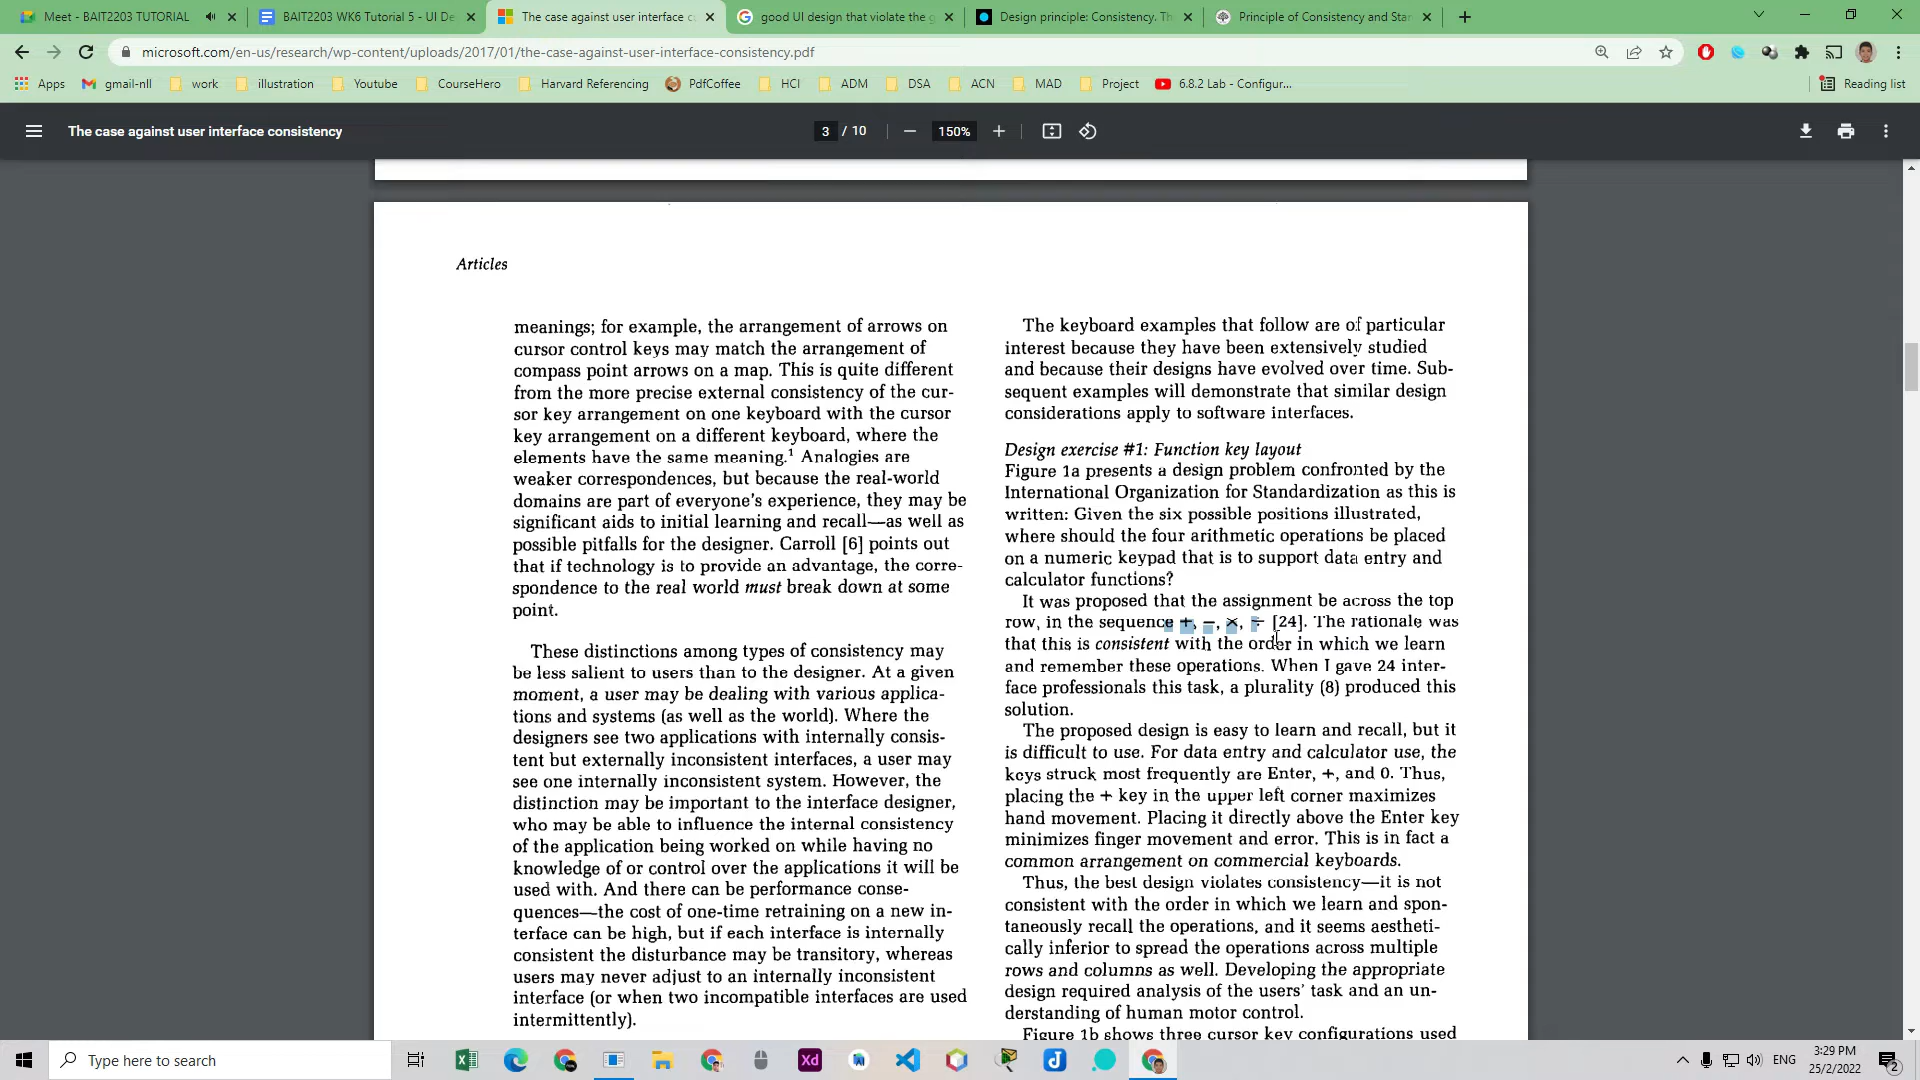 Meet - BAIT2203 TUTORIAL
BAIT2203 WK6 Tutorial 5 - UI De
The case against user interface c
good UI design that violate the g
Design principle: Consistency. Th
Principle of Consistency and Star
microsoft.com/en-us/research/wp-content/uploads/2017/01/the-case-against-user-interface-consistency.pdf
Apps
gmail-nll
work
illustration
Youtube
CourseHero
Harvard Referencing
PdfCoffee
HCI
ADM
DSA
ACN
MAD
Project
6.8.2 Lab - Configur...
Reading list
The case against user interface consistency
3 / 10
150%
Articles
meanings; for example, the arrangement of arrows on
cursor control keys may match the arrangement of
compass point arrows on a map. This is quite different
from the more precise external consistency of the cur-
sor key arrangement on one keyboard with the cursor
key arrangement on a different keyboard, where the
elements have the same meaning.¹ Analogies are
weaker correspondences, but because the real-world
domains are part of everyone's experience, they may be
significant aids to initial learning and recall—as well as
possible pitfalls for the designer. Carroll [6] points out
that if technology is to provide an advantage, the corre-
spondence to the real world must break down at some
point.
These distinctions among types of consistency may
be less salient to users than to the designer. At a given
moment, a user may be dealing with various applica-
tions and systems (as well as the world). Where the
designers see two applications with internally consis-
tent but externally inconsistent interfaces, a user may
see one internally inconsistent system. However, the
distinction may be important to the interface designer,
who may be able to influence the internal consistency
of the application being worked on while having no
knowledge of or control over the applications it will be
used with. And there can be performance conse-
quences—the cost of one-time retraining on a new in-
terface can be high, but if each interface is internally
consistent the disturbance may be transitory, whereas
users may never adjust to an internally inconsistent
interface (or when two incompatible interfaces are used
intermittently).
The keyboard examples that follow are of particular
interest because they have been extensively studied
and because their designs have evolved over time. Sub-
sequent examples will demonstrate that similar design
considerations apply to software interfaces.
Design exercise #1: Function key layout
Figure 1a presents a design problem confronted by the
International Organization for Standardization as this is
written: Given the six possible positions illustrated,
where should the four arithmetic operations be placed
on a numeric keypad that is to support data entry and
calculator functions?
It was proposed that the assignment be across the top
row, in the sequence +, −, ×, ÷ [24]. The rationale was
that this is consistent with the order in which we learn
and remember these operations. When I gave 24 inter-
face professionals this task, a plurality (8) produced this
solution.
The proposed design is easy to learn and recall, but it
is difficult to use. For data entry and calculator use, the
keys struck most frequently are Enter, +, and 0. Thus,
placing the + key in the upper left corner maximizes
hand movement. Placing it directly above the Enter key
minimizes finger movement and error. This is in fact a
common arrangement on commercial keyboards.
Thus, the best design violates consistency—it is not
consistent with the order in which we learn and spon-
taneously recall the operations, and it seems aestheti-
cally inferior to spread the operations across multiple
rows and columns as well. Developing the appropriate
design required analysis of the users' task and an un-
derstanding of human motor control.
Figure 1b shows three cursor key configurations used
Type here to search
Xd
ENG
3:29 PM
25/2/2022
2